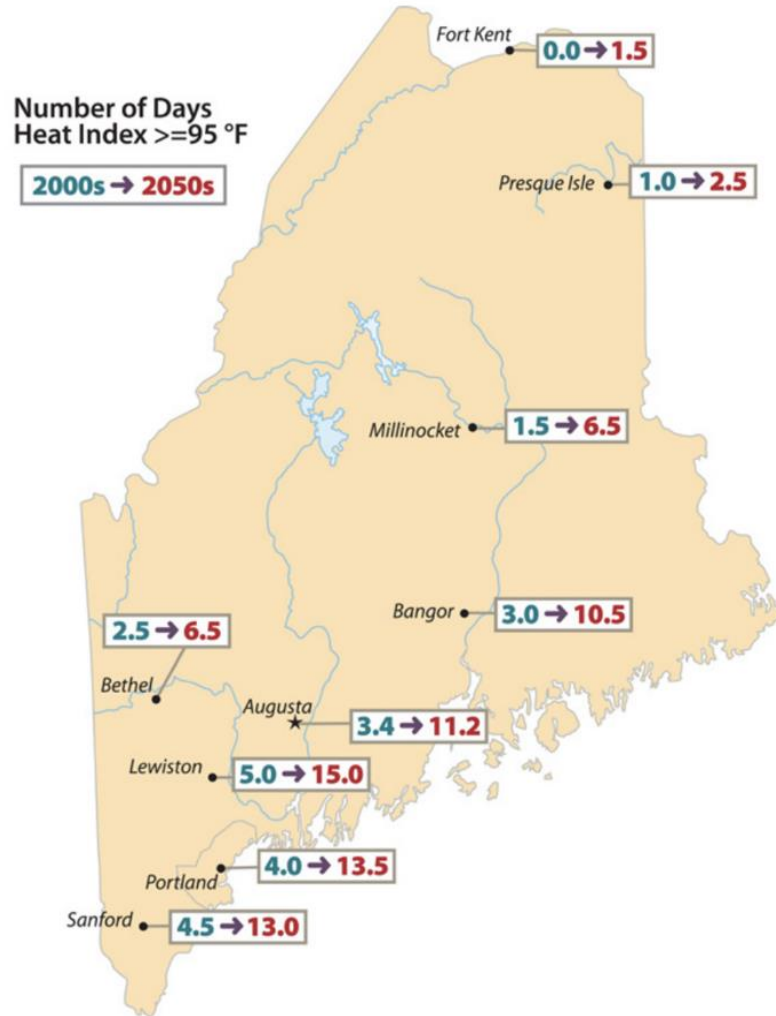 Fort Kent
0.0 → 1.5
Number of Days
Heat Index >=95 °F
2000s → 2050s
Presque Isle
1.0 → 2.5
Millinocket
1.5 → 6.5
Bangor
3.0 → 10.5
2.5 → 6.5
Bethel
Augusta
3.4 → 11.2
Lewiston
5.0 → 15.0
Portland
4.0 → 13.5
Sanford
4.5 → 13.0